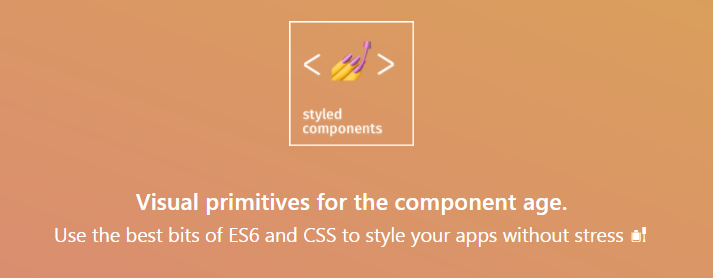 < 💅 >
styled
components
Visual primitives for the component age.
Use the best bits of ES6 and CSS to style your apps without stress 🔐